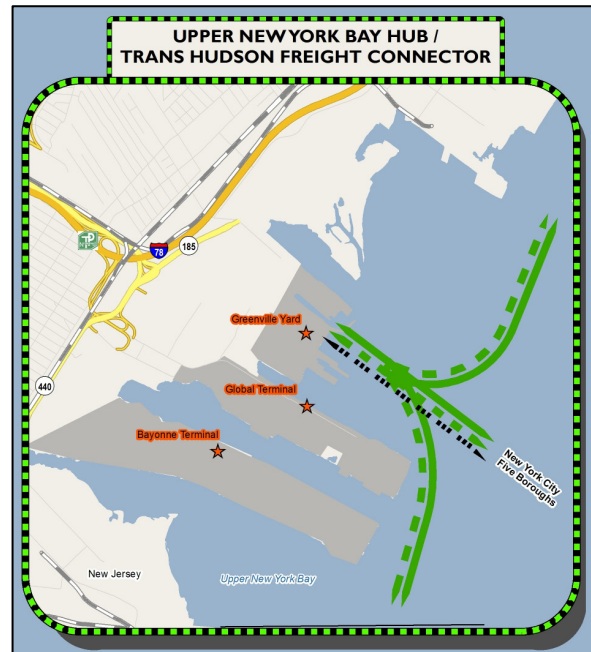 UPPER NEW YORK BAY HUB /
TRANS HUDSON FREIGHT CONNECTOR
185
78
Greenville Yard
440
Global Terminal
Bayonne Terminal
New York City
Five Boroughs
New Jersey
Upper New York Bay